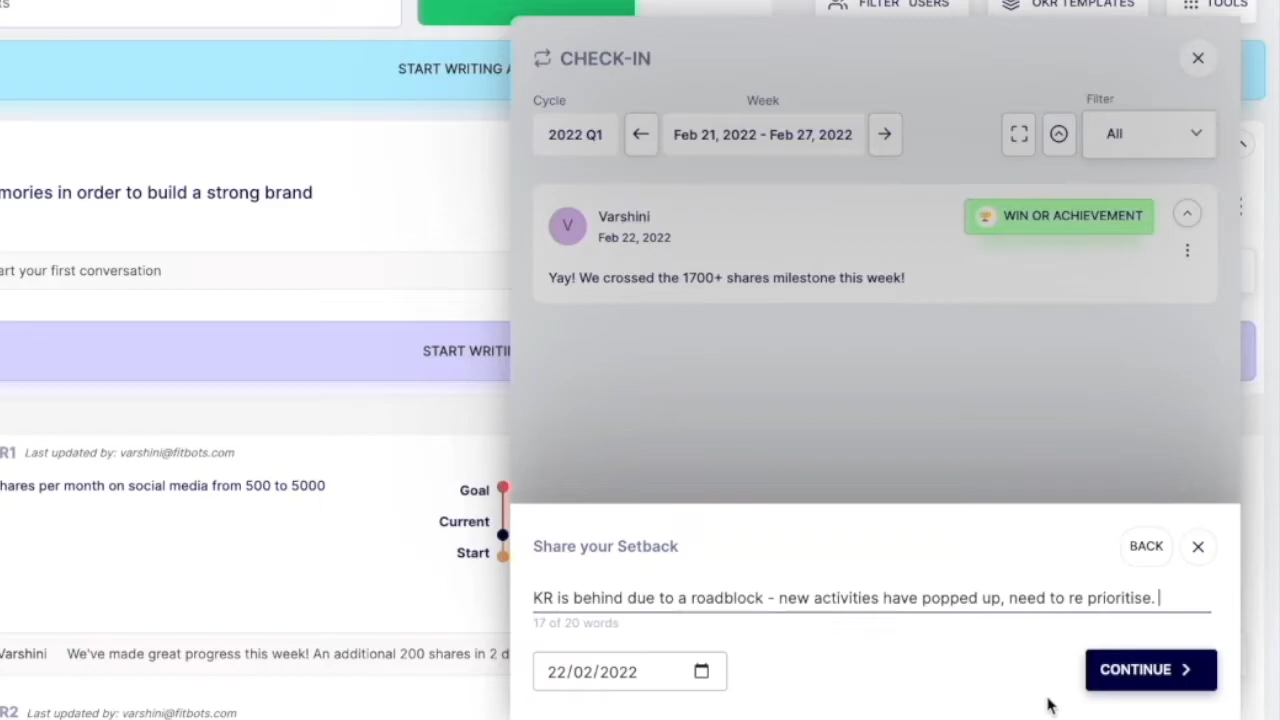 FILTER USERS
OKR TEMPLATES
TOOLS
START WRITING A
CHECK-IN
Cycle
Week
Filter
2022 Q1
Feb 21, 2022 - Feb 27, 2022
All
mories in order to build a strong brand
V
Varshini
Feb 22, 2022
WIN OR ACHIEVEMENT
art your first conversation
Yay! We crossed the 1700+ shares milestone this week!
START WRITI
R1 Last updated by: varshini@fitbots.com
hares per month on social media from 500 to 5000
Goal
Current
Start
Share your Setback
BACK
KR is behind due to a roadblock - new activities have popped up, need to re prioritise.
17 of 20 words
Varshini We've made great progress this week! An additional 200 shares in 2 d
22/02/2022
CONTINUE
R2 Last updated by: varshini@fitbots.com